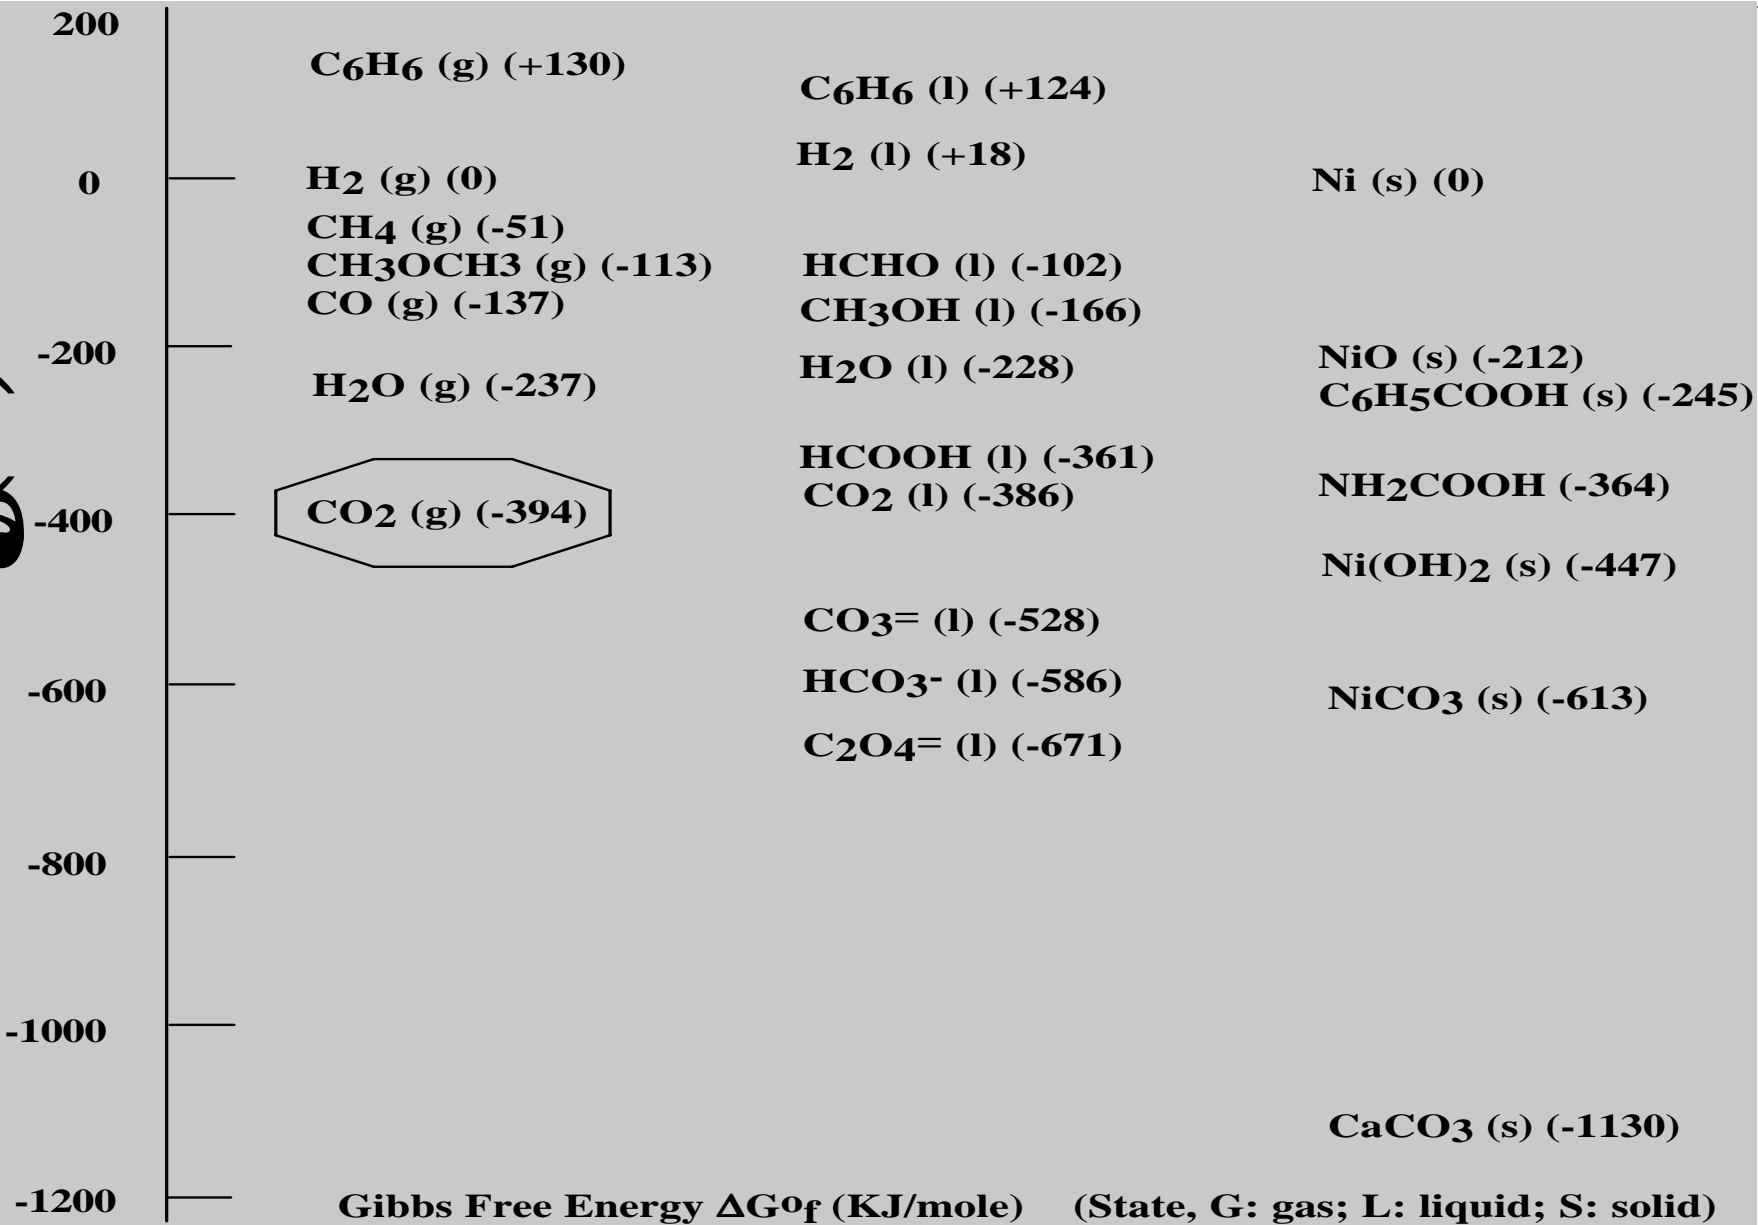 200
C6H6 (g) (+130)
C6H6 (l) (+124)
H2 (l) (+18)
0
H2 (g) (0)
Ni (s) (0)
CH4 (g) (-51)
CH3OCH3 (g) (-113)
HCHO (l) (-102)
CO (g) (-137)
CH3OH (l) (-166)
-200
H2O (l) (-228)
NiO (s) (-212)
H2O (g) (-237)
C6H5COOH (s) (-245)
HCOOH (l) (-361)
CO2 (l) (-386)
NH2COOH (-364)
-400
CO2 (g) (-394)
Ni(OH)2 (s) (-447)
CO3= (l) (-528)
-600
HCO3- (l) (-586)
NiCO3 (s) (-613)
C2O4= (l) (-671)
-800
-1000
CaCO3 (s) (-1130)
-1200
Gibbs Free Energy ΔGof (KJ/mole) (State, G: gas; L: liquid; S: solid)